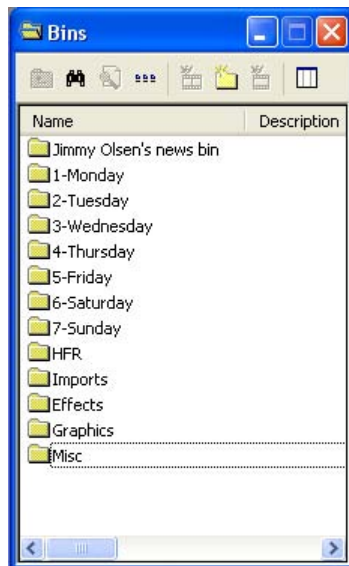 Bins
Name Description
Jimmy Olsen's news bin
1-Monday
2-Tuesday
3-Wednesday
4-Thursday
5-Friday
6-Saturday
7-Sunday
HFR
Imports
Effects
Graphics
Misc